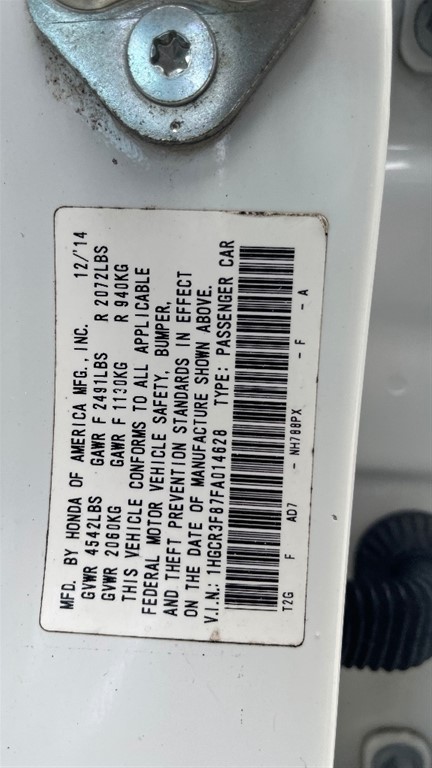 MFD. BY HONDA OF AMERICA MFG., INC. 12/'14
GVWR 4542LBS GAWR F 2491LBS R 2072LBS
GVWR 2060KG GAWR F 1130KG R 940KG
THIS VEHICLE CONFORMS TO ALL APPLICABLE
FEDERAL MOTOR VEHICLE SAFETY, BUMPER,
AND THEFT PREVENTION STANDARDS IN EFFECT
ON THE DATE OF MANUFACTURE SHOWN ABOVE.
V.I.N.: 1HGCR3F87FA014628 TYPE: PASSENGER CAR
T2G F AD7 - NH788PX - F - A